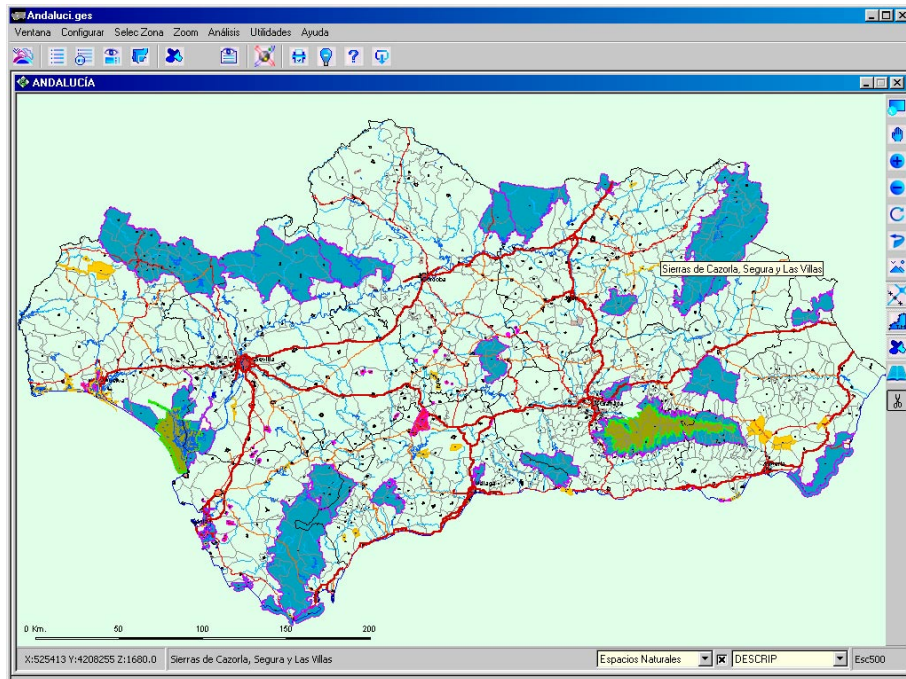 Andaluci.ges
Ventana Configurar Selec Zona Zoom Análisis Utilidades Ayuda
ANDALUCÍA
Sierras de Cazorla, Segura y Las Villas
0 Km. 50 100 150 200
X:525413 Y:4208255 Z:1680.0 Sierras de Cazorla, Segura y Las Villas Espacios Naturales DESCRIP Esc500